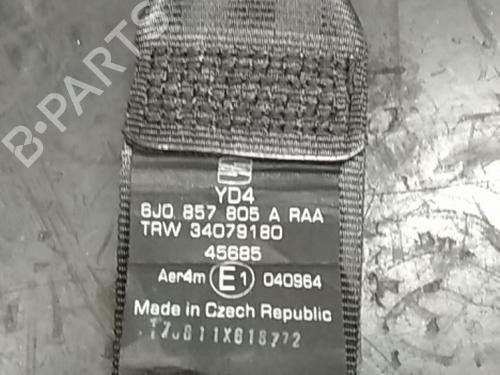 B-PARTS
YD4
6J0 857 805 A RAA
TRW 34079180
45685
Aer4m E1 040964
Made in Czech Republic